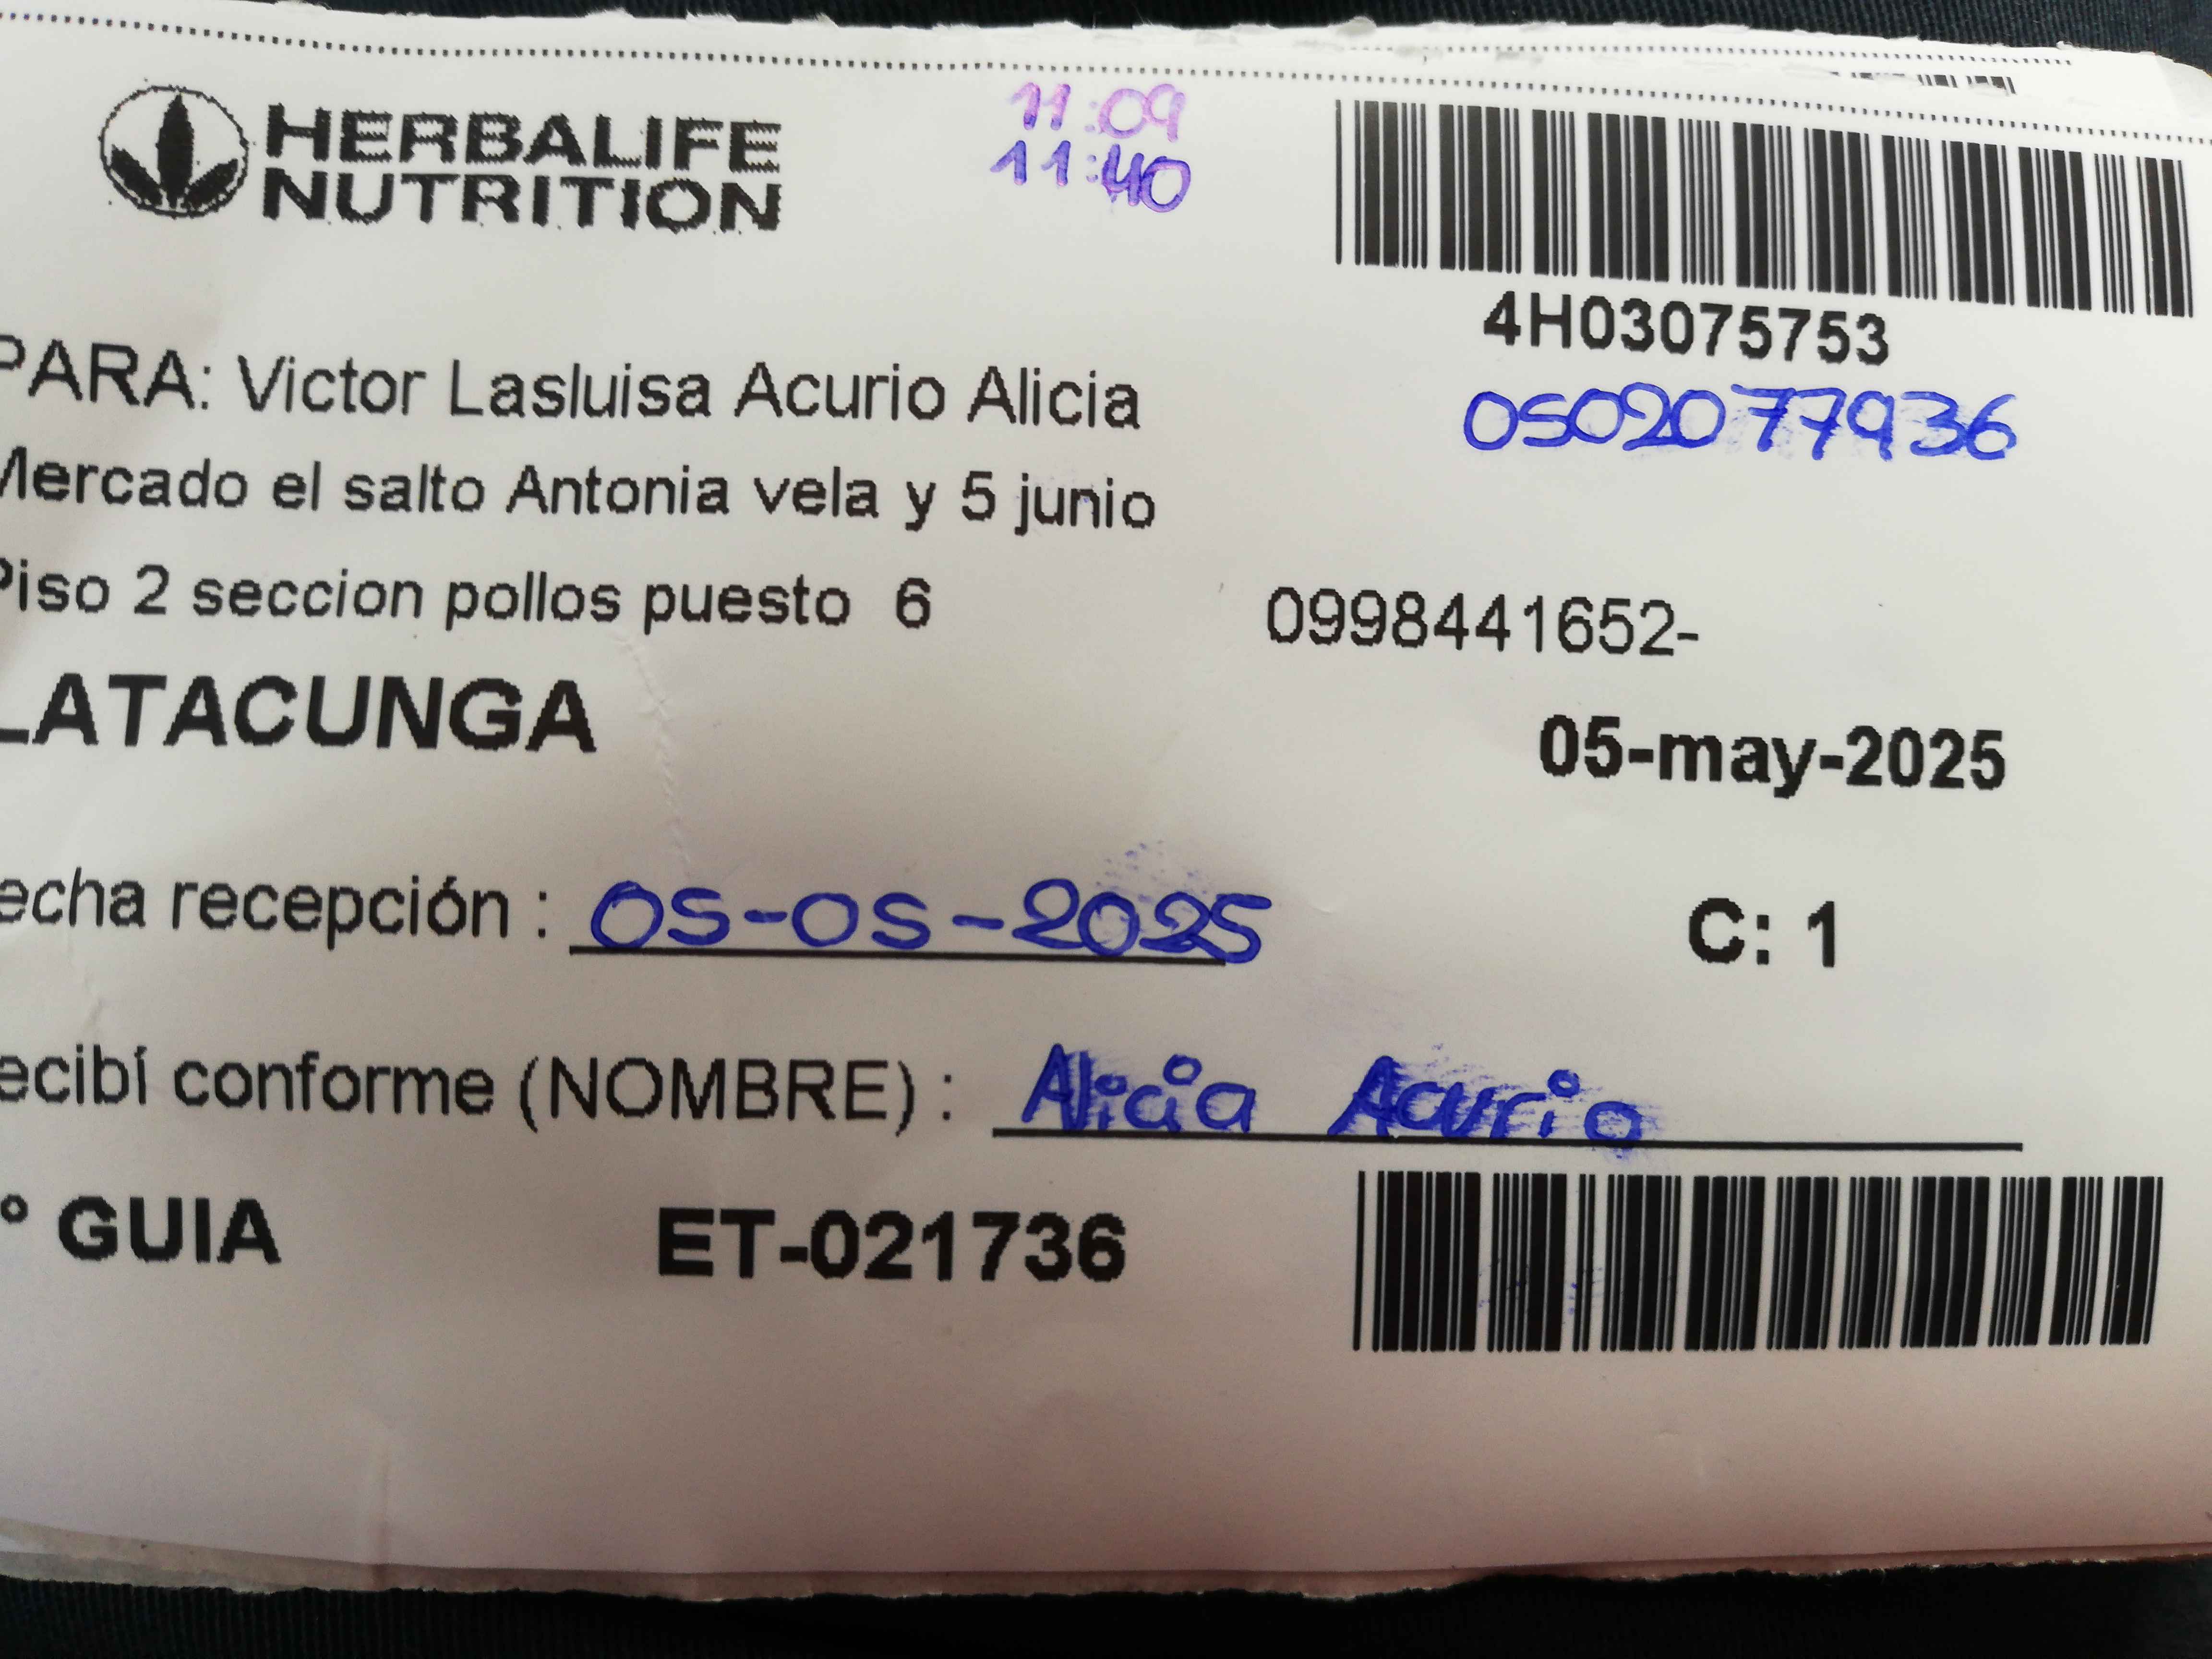 HERBALIFE
NUTRITION
11:09
11:40
4H03075753
0502077936
PARA: Victor Lasluisa Acurio Alicia
Mercado el salto Antonia vela y 5 junio
Piso 2 seccion pollos puesto 6
0998441652-
LATACUNGA
05-may-2025
echa recepción : 05-05-2025
C: 1
ecibí conforme (NOMBRE) : Alicia Acurio
° GUIA ET-021736